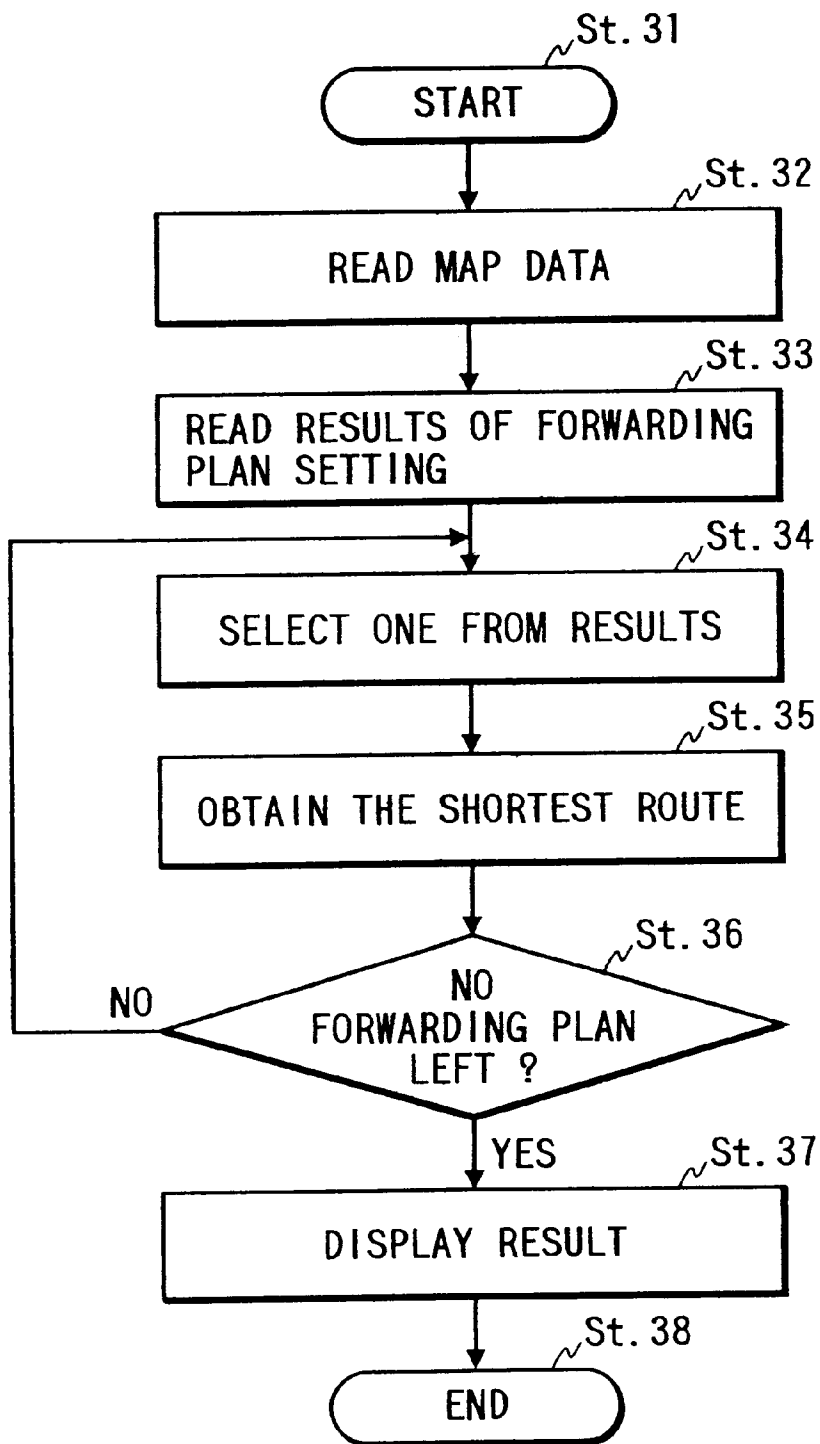 St.31
START
St.32
READ MAP DATA
St.33
READ RESULTS OF FORWARDING
PLAN SETTING
St.34
SELECT ONE FROM RESULTS
St.35
OBTAIN THE SHORTEST ROUTE
St.36
NO
NO
FORWARDING PLAN
LEFT ?
YES
St.37
DISPLAY RESULT
St.38
END